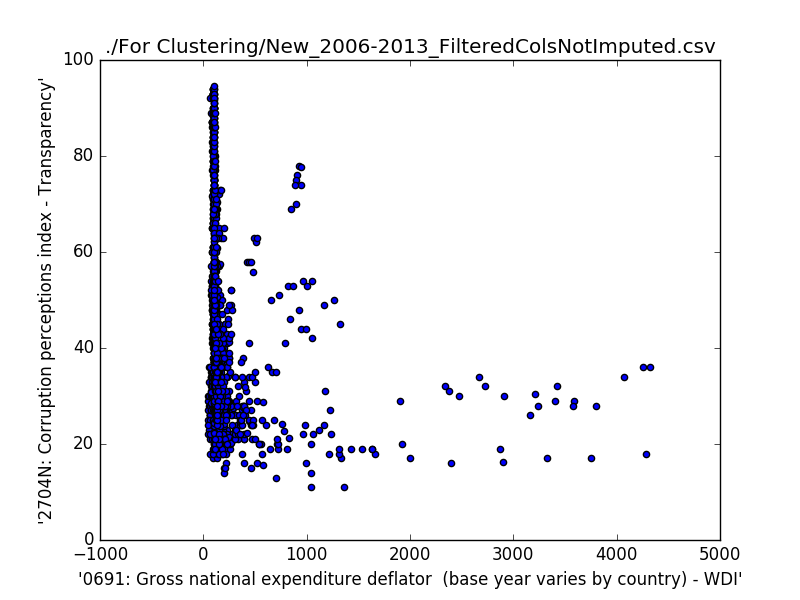 ./For Clustering/New_2006-2013_FilteredColsNotImputed.csv
'2704N: Corruption perceptions index - Transparency'
100
80
60
40
20
0
−1000 0 1000 2000 3000 4000 5000
'0691: Gross national expenditure deflator  (base year varies by country) - WDI'